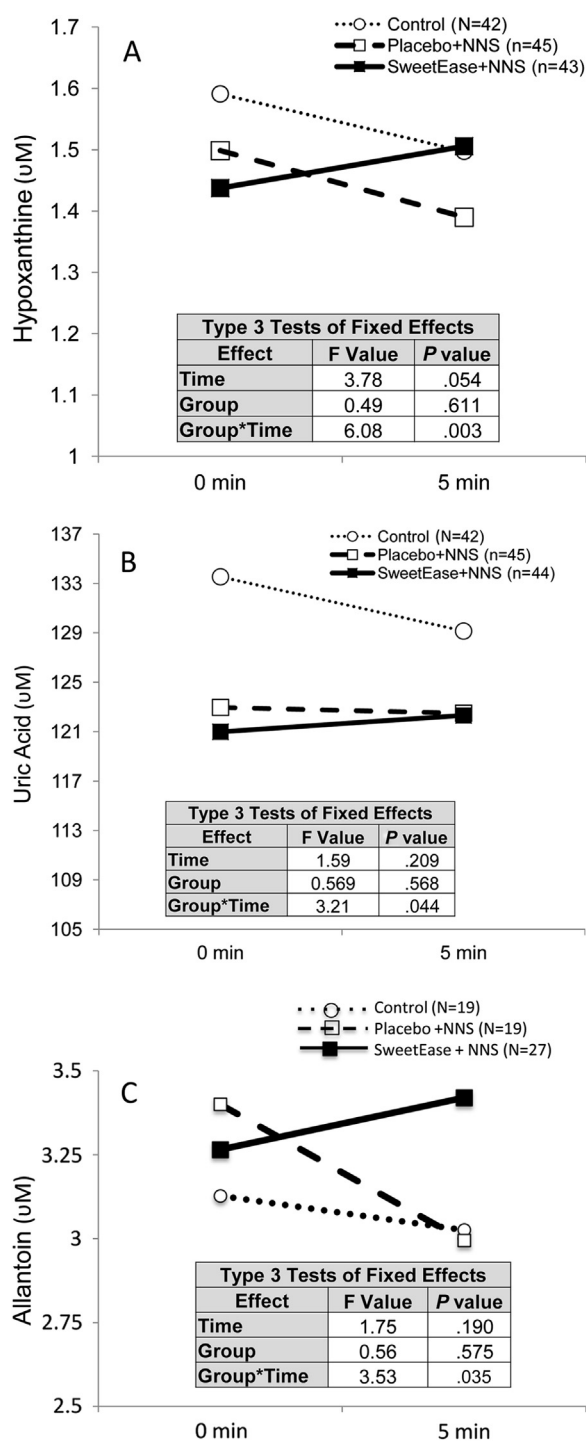 Control (N=42)
Placebo+NNS (n=45)
SweetEase+NNS (n=43)
A
Hypoxanthine (υM)
1.7
1.6
1.5
1.4
1.3
1.2
1.1
1
Type 3 Tests of Fixed Effects
Effect F Value P value
Time 3.78 .054
Group 0.49 .611
Group*Time 6.08 .003
0 min 5 min
Control (N=42)
Placebo+NNS (n=45)
SweetEase+NNS (n=44)
B
Uric Acid (υM)
137
133
129
125
121
117
113
109
105
Type 3 Tests of Fixed Effects
Effect F Value P value
Time 1.59 .209
Group 0.569 .568
Group*Time 3.21 .044
0 min 5 min
Control (N=19)
Placebo +NNS (N=19)
SweetEase + NNS (N=27)
C
Allantoin (υM)
3.5
3.25
3
2.75
2.5
Type 3 Tests of Fixed Effects
Effect F Value P value
Time 1.75 .190
Group 0.56 .575
Group*Time 3.53 .035
0 min 5 min